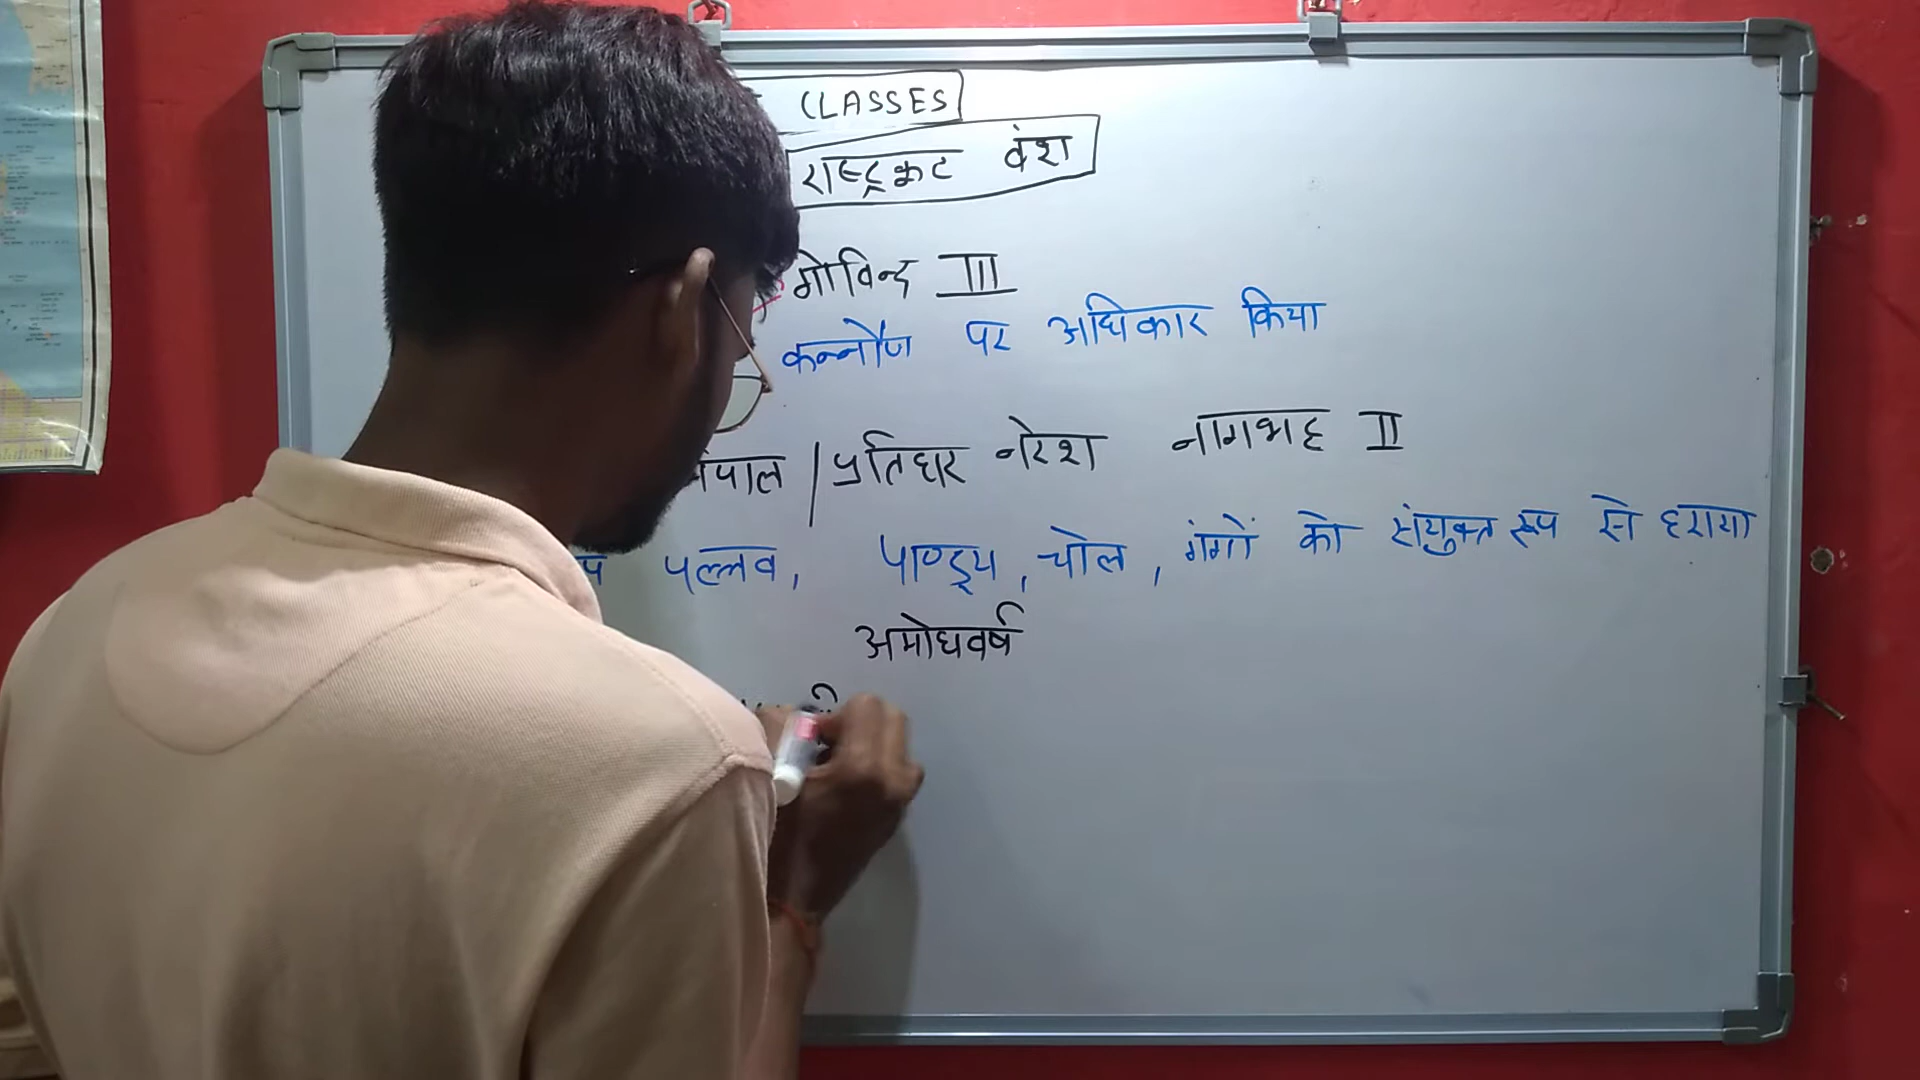 CLASSES
राष्ट्रकूट वंश
गोविन्द III
कन्नौज पर अधिकार किया
पाल / प्रतिहार नरेश नागभट्ट II
पल्लव, पाण्ड्य, चोल, गंगों को संयुक्त रूप से हराया
अमोघवर्ष